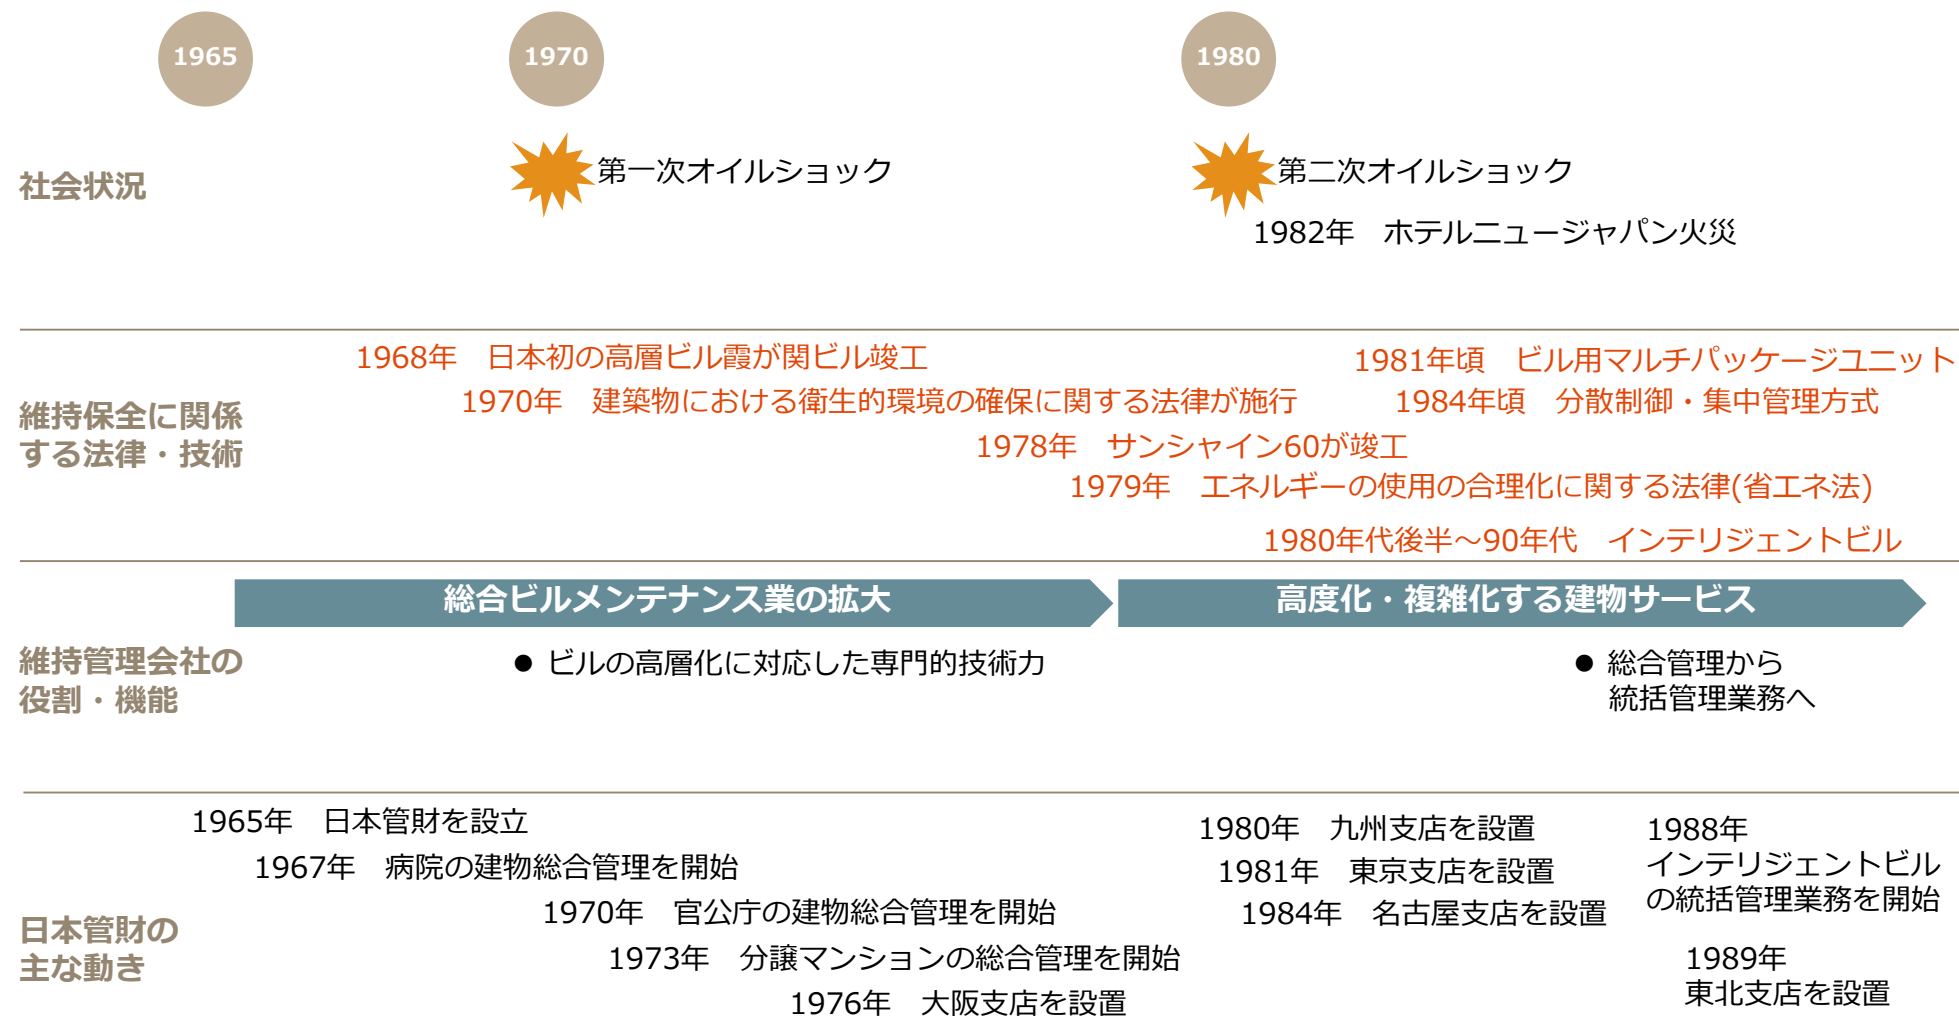 1965
1970
1980
社会状況
第一次オイルショック
第二次オイルショック
1982年　ホテルニュージャパン火災
維持保全に関係
する法律・技術
1968年　日本初の高層ビル霞が関ビル竣工
1970年　建築物における衛生的環境の確保に関する法律が施行
1978年　サンシャイン60が竣工
1979年　エネルギーの使用の合理化に関する法律(省エネ法)
1981年頃　ビル用マルチパッケージユニット
1984年頃　分散制御・集中管理方式
1980年代後半～90年代　インテリジェントビル
維持管理会社の
役割・機能
総合ビルメンテナンス業の拡大
高度化・複雑化する建物サービス
● ビルの高層化に対応した専門的技術力
● 総合管理から
統括管理業務へ
日本管財の
主な動き
1965年　日本管財を設立
1967年　病院の建物総合管理を開始
1970年　官公庁の建物総合管理を開始
1973年　分譲マンションの総合管理を開始
1976年　大阪支店を設置
1980年　九州支店を設置
1981年　東京支店を設置
1984年　名古屋支店を設置
1988年
インテリジェントビル
の統括管理業務を開始
1989年
東北支店を設置